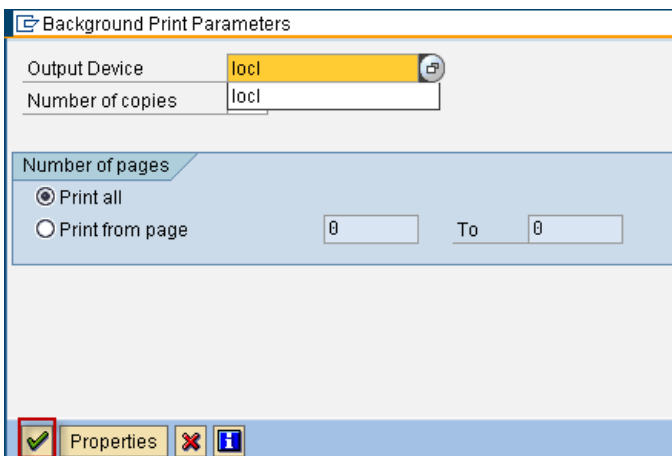 Background Print Parameters
Output Device locl
Number of copies locl
Number of pages
Print all
Print from page 0 To 0
Properties